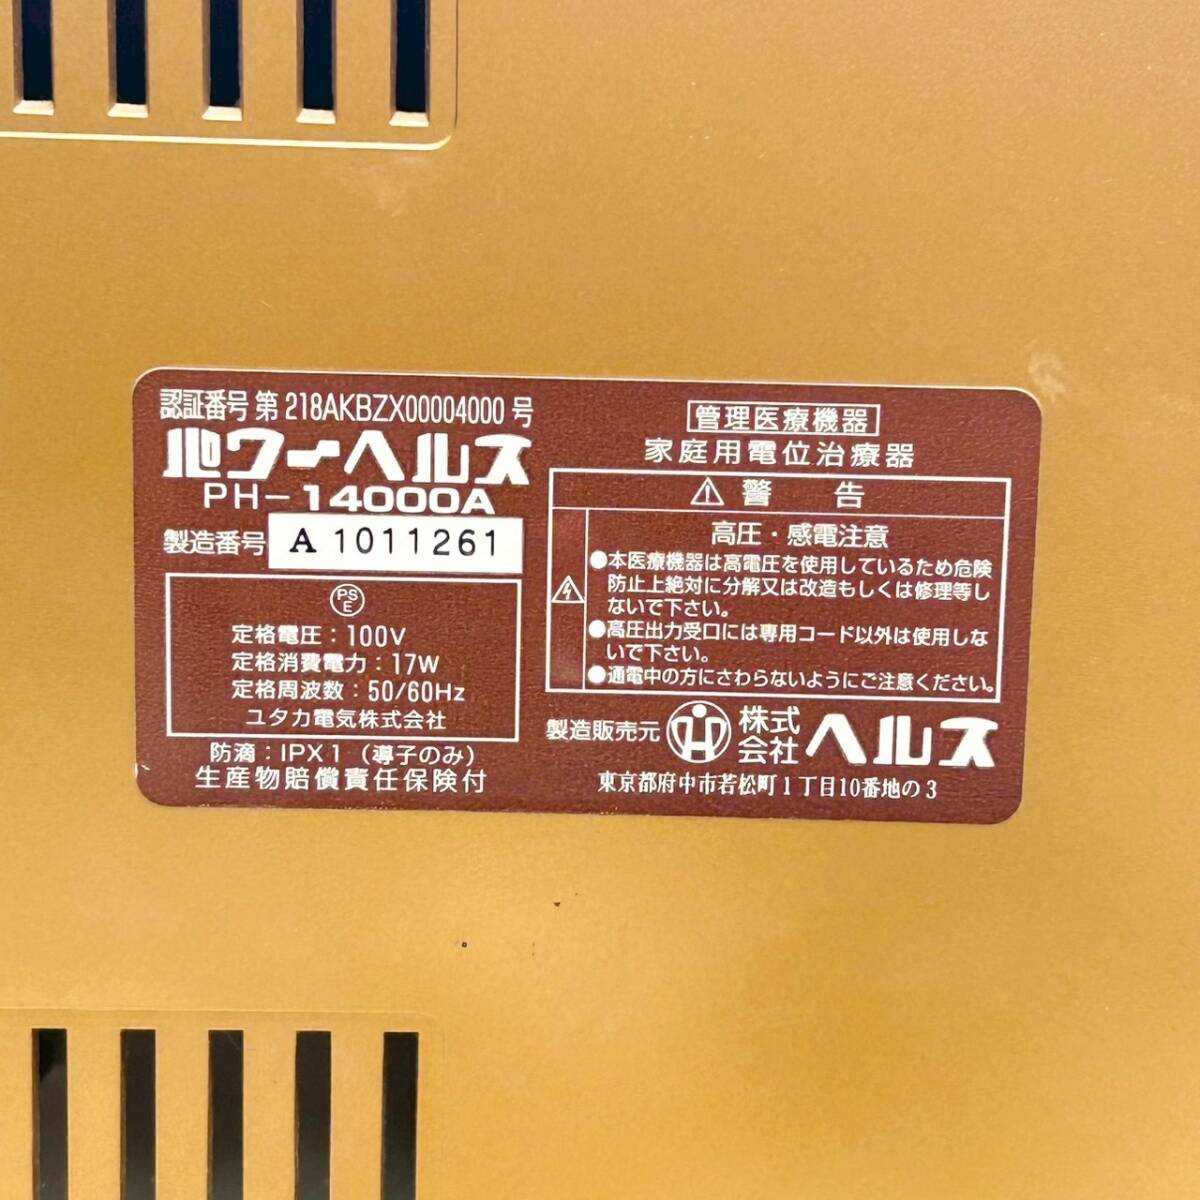 認証番号 第 218AKBZX00004000 号
パワーヘルス
PH-14000A
製造番号 A 1011261
PS
E
定格電圧：100V
定格消費電力：17W
定格周波数：50/60Hz
ユタカ電気株式会社
防滴：IPX1（導子のみ）
生産物賠償責任保険付
管理医療機器
家庭用電位治療器
警 告
高圧・感電注意
●本医療機器は高電圧を使用しているため危険
防止上絶対に分解又は改造もしくは修理等し
ないで下さい。
●高圧出力受口には専用コード以外は使用しな
いで下さい。
●通電中の方にさわらないようにご注意ください。
製造販売元 株式会社 ヘルス
東京都府中市若松町1丁目10番地の3